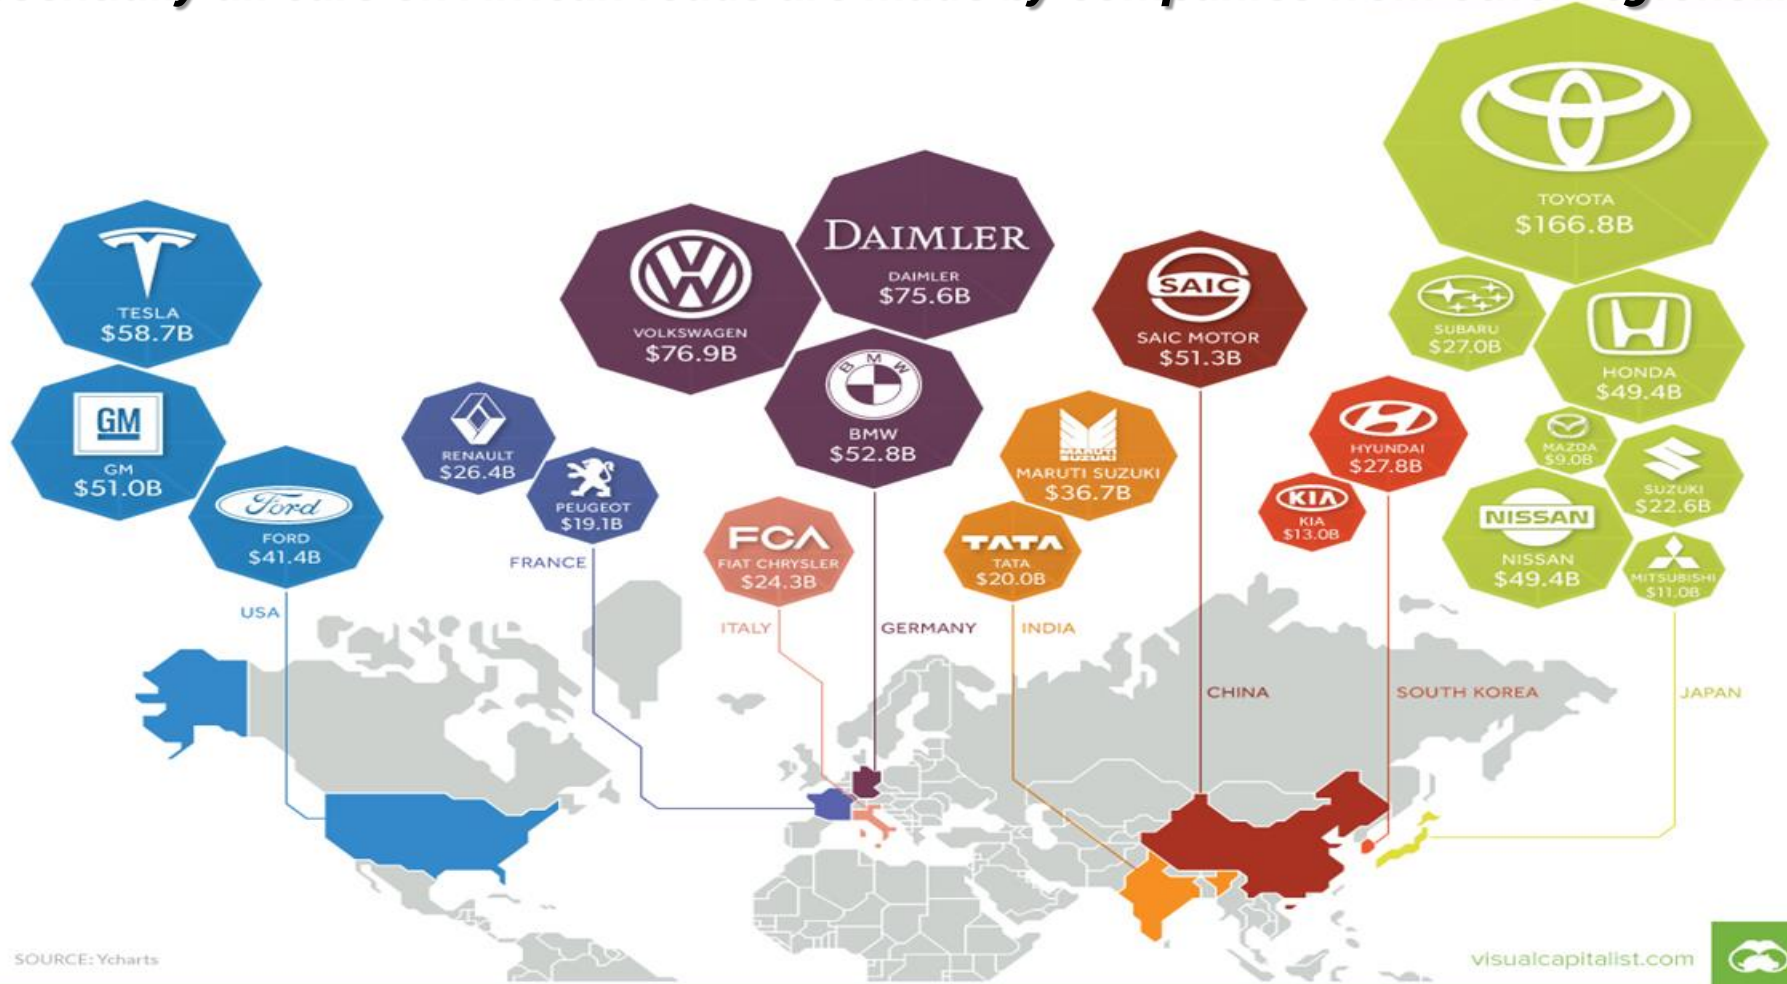 TOYOTA
$166.8B
DAIMLER
DAIMLER
$75.6B
TESLA
$58.7B
VOLKSWAGEN
$76.9B
SAIC
SAIC MOTOR
$51.3B
SUBARU
$27.0B
HONDA
$49.4B
GM
GM
$51.0B
BMW
BMW
$52.8B
RENAULT
$26.4B
PEUGEOT
$19.1B
MARUTI
SUZUKI
MARUTI SUZUKI
$36.7B
HYUNDAI
$27.8B
MAZDA
$9.0B
SUZUKI
$22.6B
Ford
FORD
$41.4B
FCA
FIAT CHRYSLER
$24.3B
TATA
TATA
$20.0B
KIA
KIA
$13.0B
NISSAN
NISSAN
$49.4B
MITSUBISHI
$11.0B
USA
FRANCE
ITALY
GERMANY
INDIA
CHINA
SOUTH KOREA
JAPAN
SOURCE: Ycharts
visualcapitalist.com